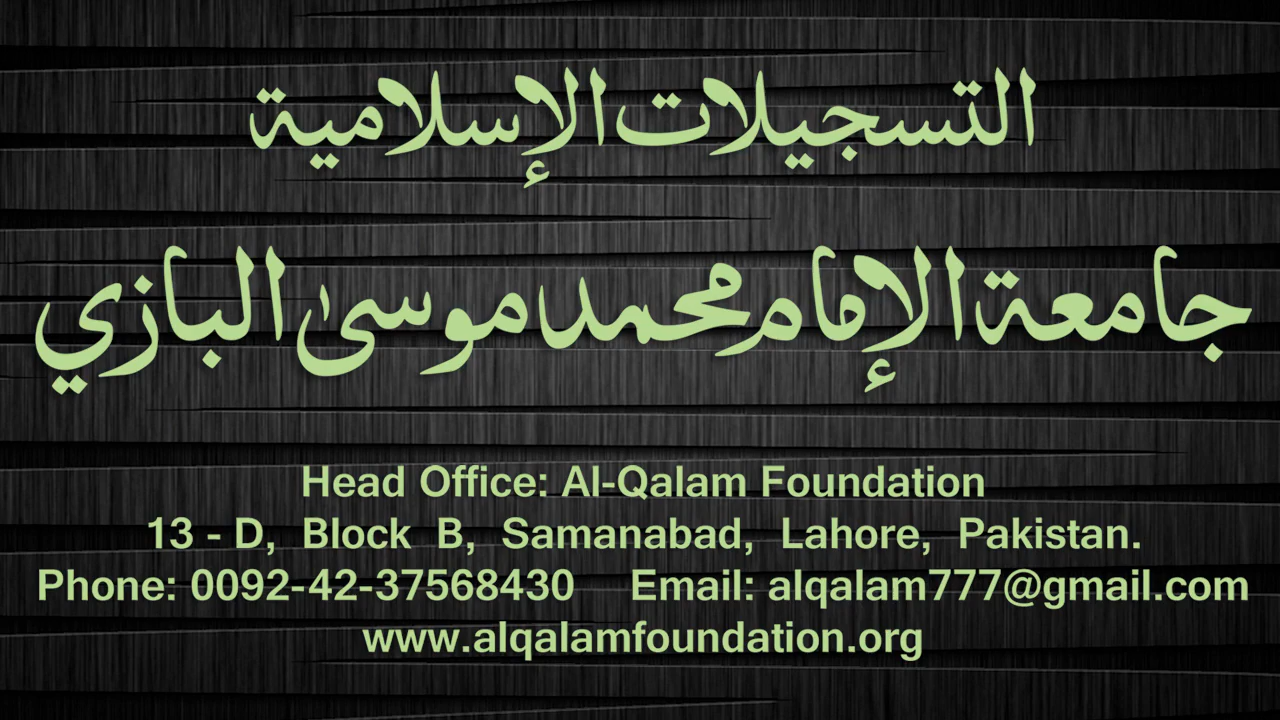 التسجيلات الإسلامية
جامعة الإمام محمد موسىٰ البازي
Head Office: Al-Qalam Foundation
13 - D, Block B, Samanabad, Lahore, Pakistan.
Phone: 0092-42-37568430 Email: alqalam777@gmail.com
www.alqalamfoundation.org